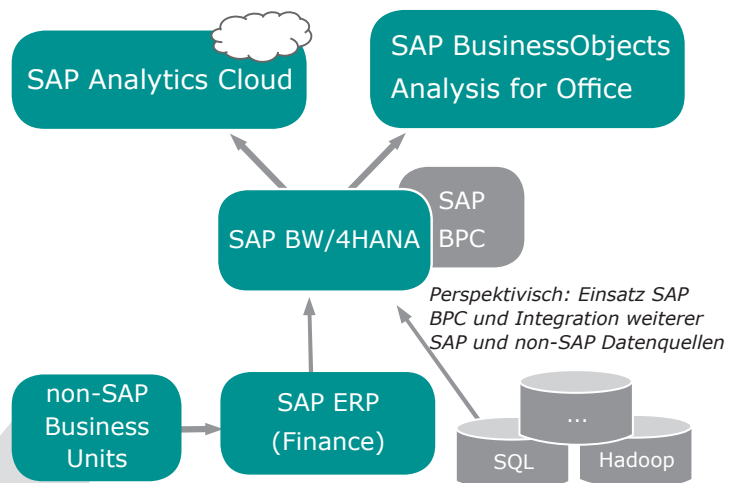 SAP Analytics Cloud
SAP BusinessObjects
Analysis for Office
SAP BW/4HANA
SAP
BPC
Perspektivisch: Einsatz SAP
BPC und Integration weiterer
SAP und non-SAP Datenquellen
non-SAP
Business
Units
SAP ERP
(Finance)
...
SQL
Hadoop